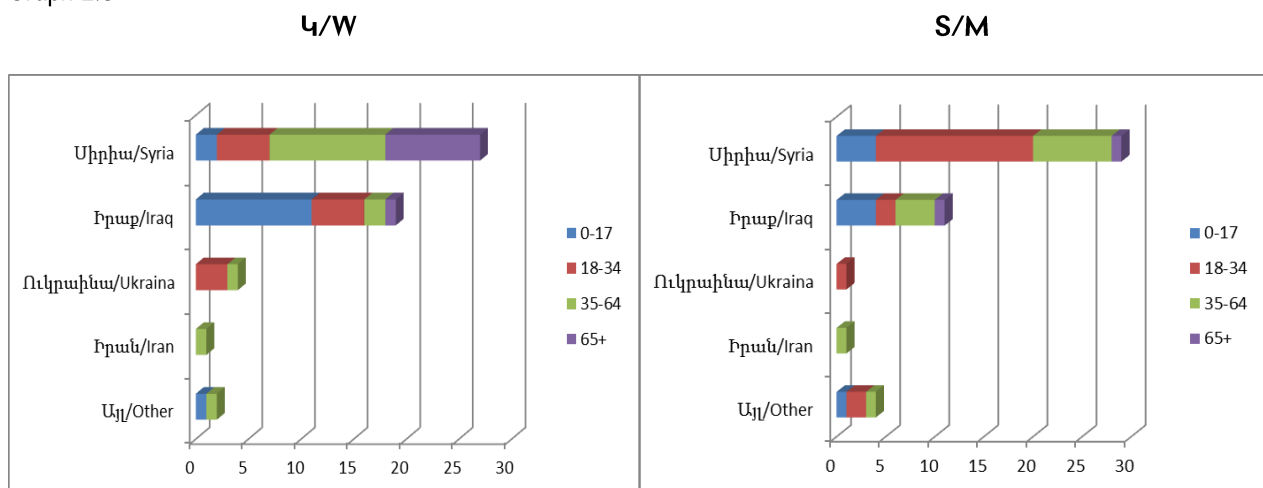 Կ/W
Տ/M
Սիրիա/Syria
Իրաք/Iraq
Ուկրաինա/Ukraina
Իրան/Iran
Այլ/Other
0 5 10 15 20 25 30
0-17
18-34
35-64
65+
Սիրիա/Syria
Իրաք/Iraq
Ուկրաինա/Ukraina
Իրան/Iran
Այլ/Other
0 5 10 15 20 25 30
0-17
18-34
35-64
65+